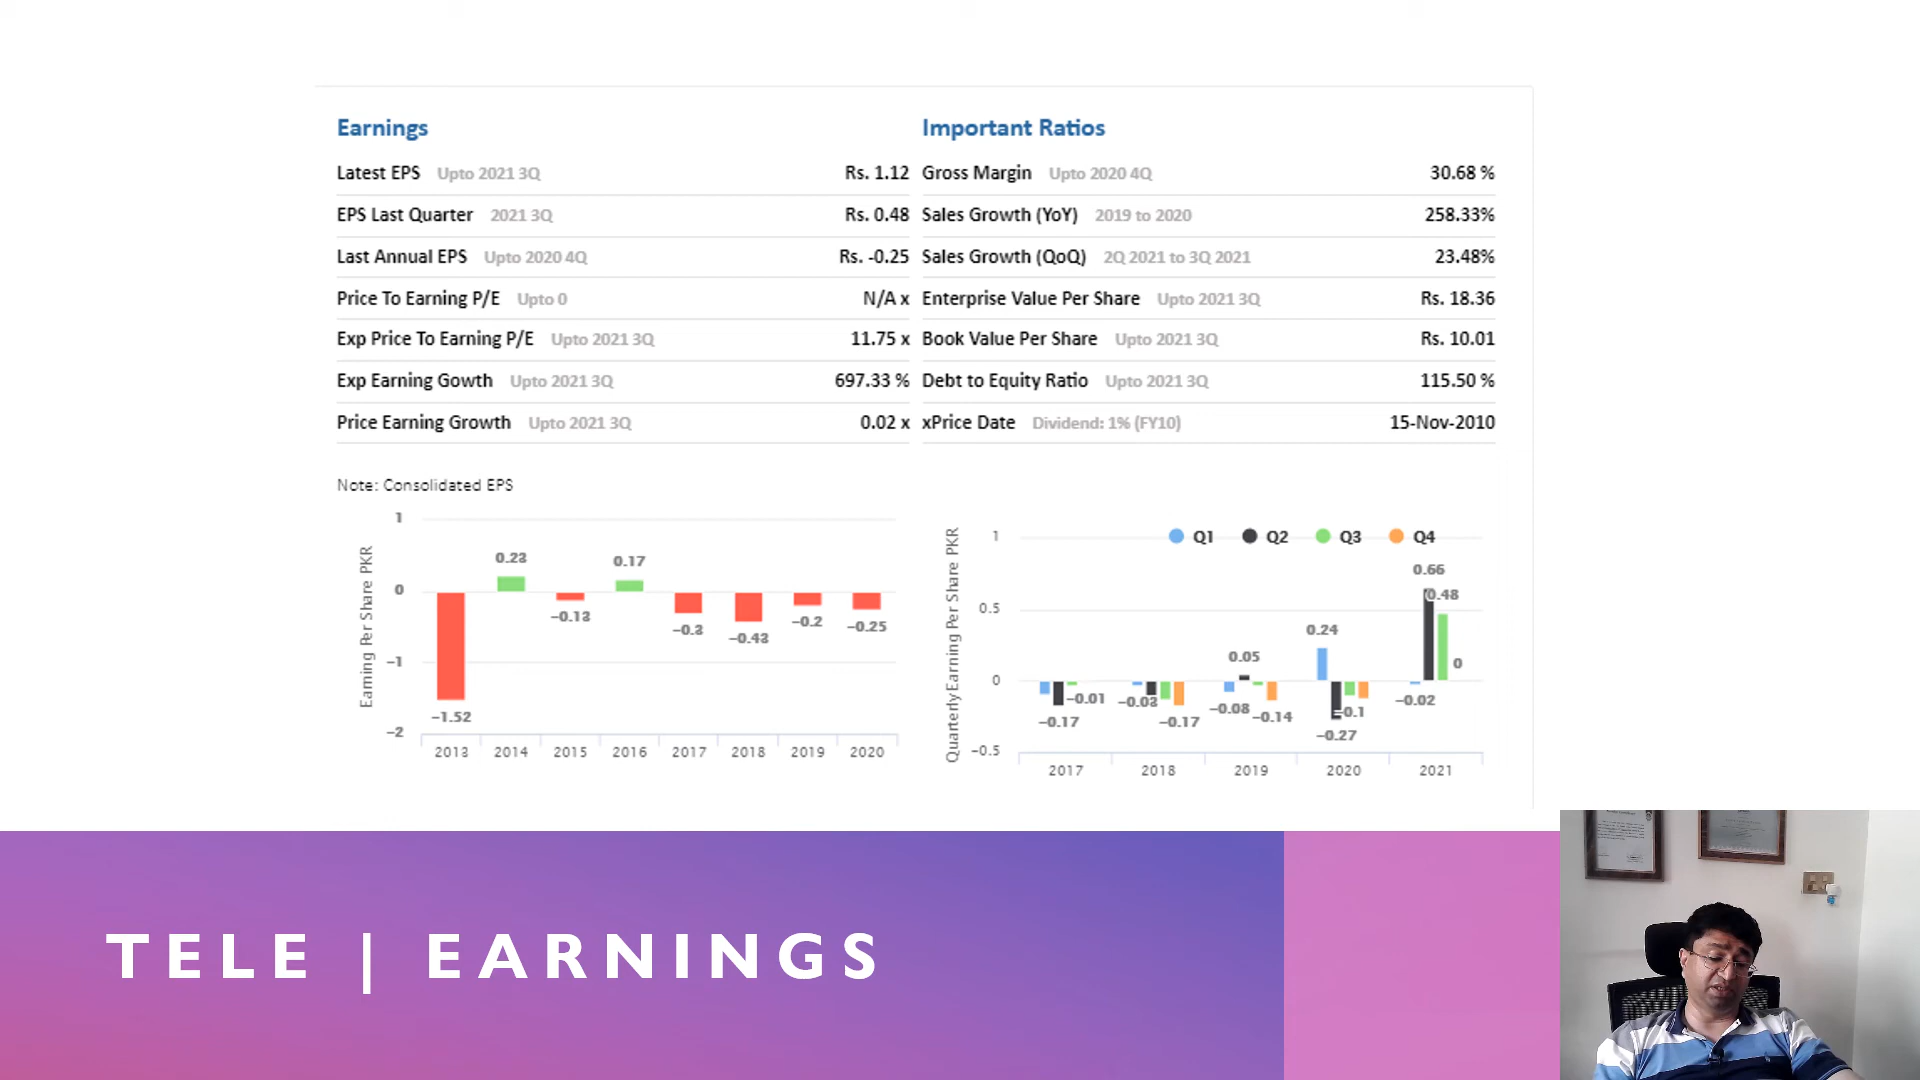 Earnings
Latest EPS Upto 2021 3Q Rs. 1.12
EPS Last Quarter 2021 3Q Rs. 0.48
Last Annual EPS Upto 2020 4Q Rs. -0.25
Price To Earning P/E Upto 0 N/A x
Exp Price To Earning P/E Upto 2021 3Q 11.75 x
Exp Earning Gowth Upto 2021 3Q 697.33 %
Price Earning Growth Upto 2021 3Q 0.02 x
Important Ratios
Gross Margin Upto 2020 4Q 30.68 %
Sales Growth (YoY) 2019 to 2020 258.33%
Sales Growth (QoQ) 2Q 2021 to 3Q 2021 23.48%
Enterprise Value Per Share Upto 2021 3Q Rs. 18.36
Book Value Per Share Upto 2021 3Q Rs. 10.01
Debt to Equity Ratio Upto 2021 3Q 115.50 %
xPrice Date Dividend: 1% (FY10) 15-Nov-2010
Note: Consolidated EPS
Earning Per Share PKR
1
0
−1
−2
−1.52
0.23
−0.13
0.17
−0.3
−0.43
−0.2
−0.25
2013 2014 2015 2016 2017 2018 2019 2020
Quarterly Earning Per Share PKR
Q1 Q2 Q3 Q4
1
0.5
0
−0.5
−0.17
−0.01
−0.03
−0.17
−0.08
0.05
−0.14
0.24
−0.27
−0.1
−0.02
0.66
0.48
0
2017 2018 2019 2020 2021
TELE | EARNINGS